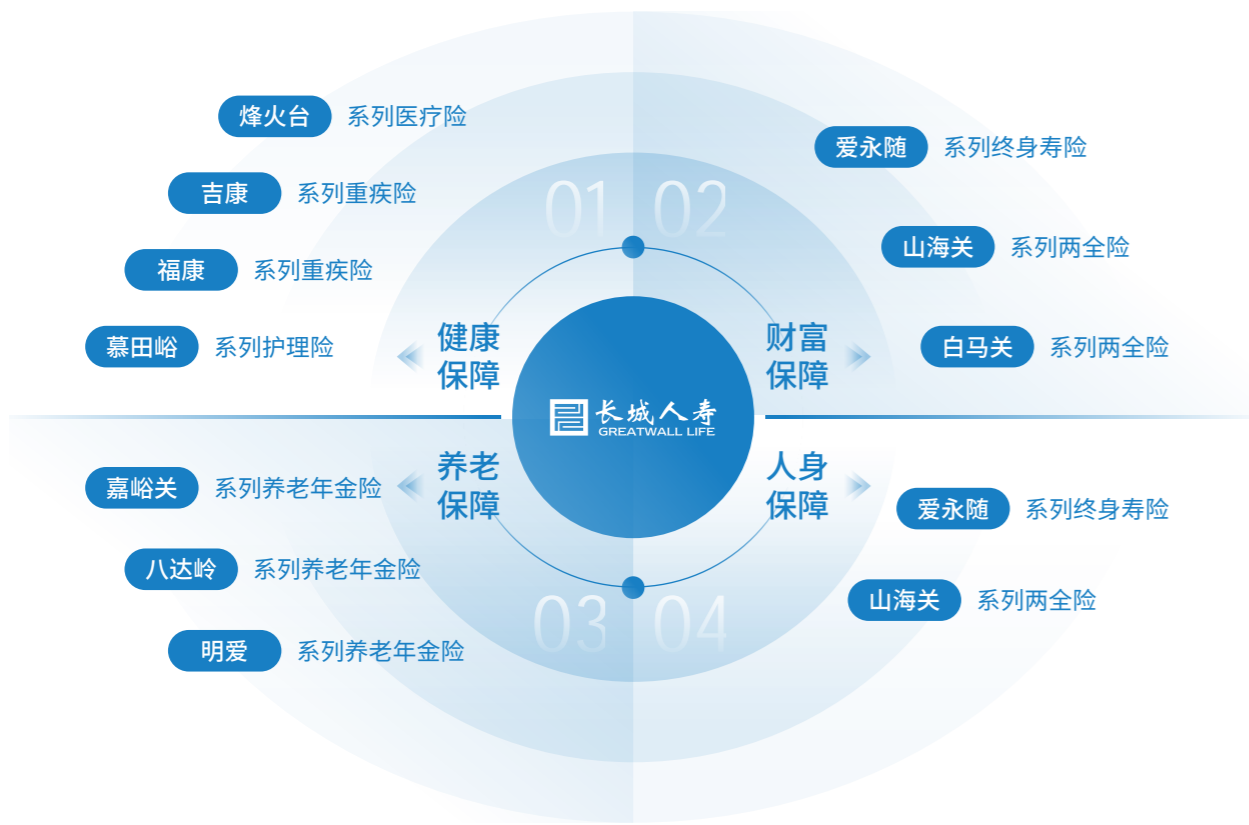 01
健康
保障
烽火台 系列医疗险
吉康 系列重疾险
福康 系列重疾险
慕田峪 系列护理险
02
财富
保障
爱永随 系列终身寿险
山海关 系列两全险
白马关 系列两全险
长城人寿
GREATWALL LIFE
03
养老
保障
嘉峪关 系列养老年金险
八达岭 系列养老年金险
明爱 系列养老年金险
04
人身
保障
爱永随 系列终身寿险
山海关 系列两全险